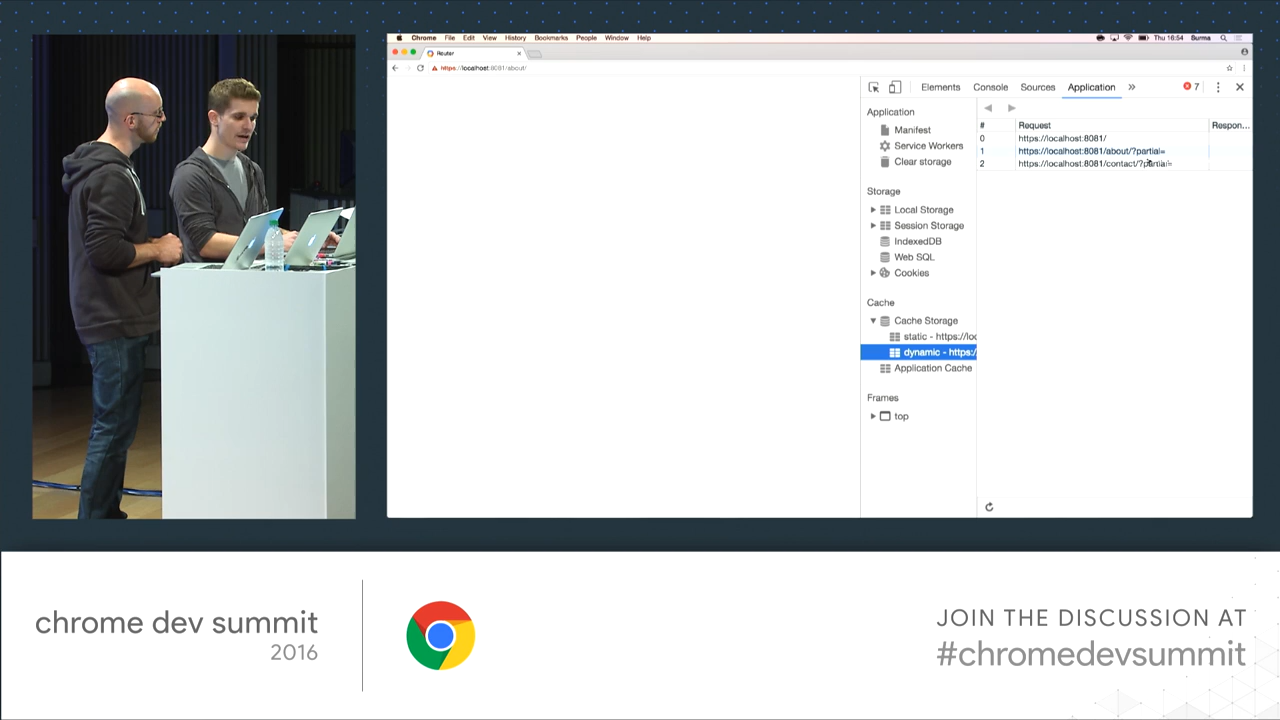 Chrome File Edit View History Bookmarks People Window Help
Thu 16:54 Surma
Router
https://localhost:8081/about/
Elements Console Sources Application » 7
Application
Manifest
Service Workers
Clear storage
Storage
Local Storage
Session Storage
IndexedDB
Web SQL
Cookies
Cache
Cache Storage
static - https://loc
dynamic - https:/
Application Cache
Frames
top
# Request Respon...
0 https://localhost:8081/
1 https://localhost:8081/about/?partial=
2 https://localhost:8081/contact/?partial=
chrome dev summit
2016
JOIN THE DISCUSSION AT
#chromedevsummit